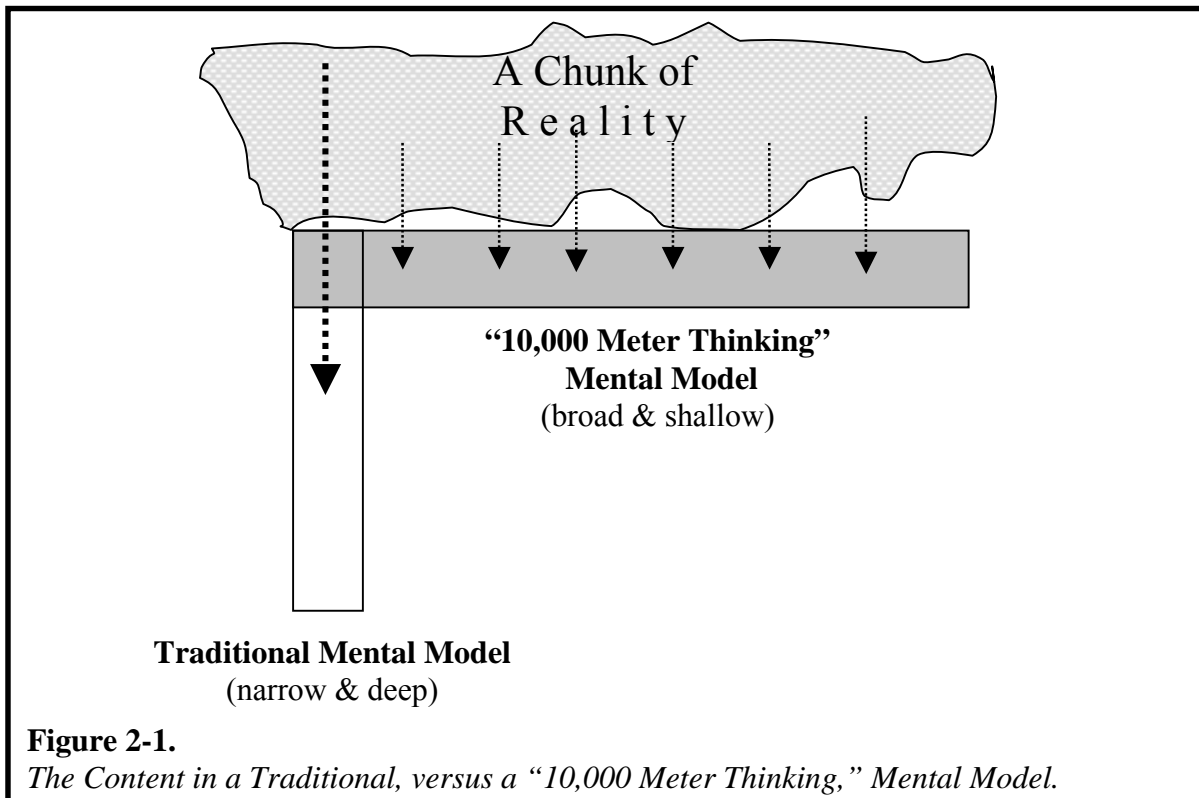 A Chunk of
R e a l i t y
“10,000 Meter Thinking”
Mental Model
(broad & shallow)
Traditional Mental Model
(narrow & deep)
Figure 2-1.
The Content in a Traditional, versus a “10,000 Meter Thinking,” Mental Model.